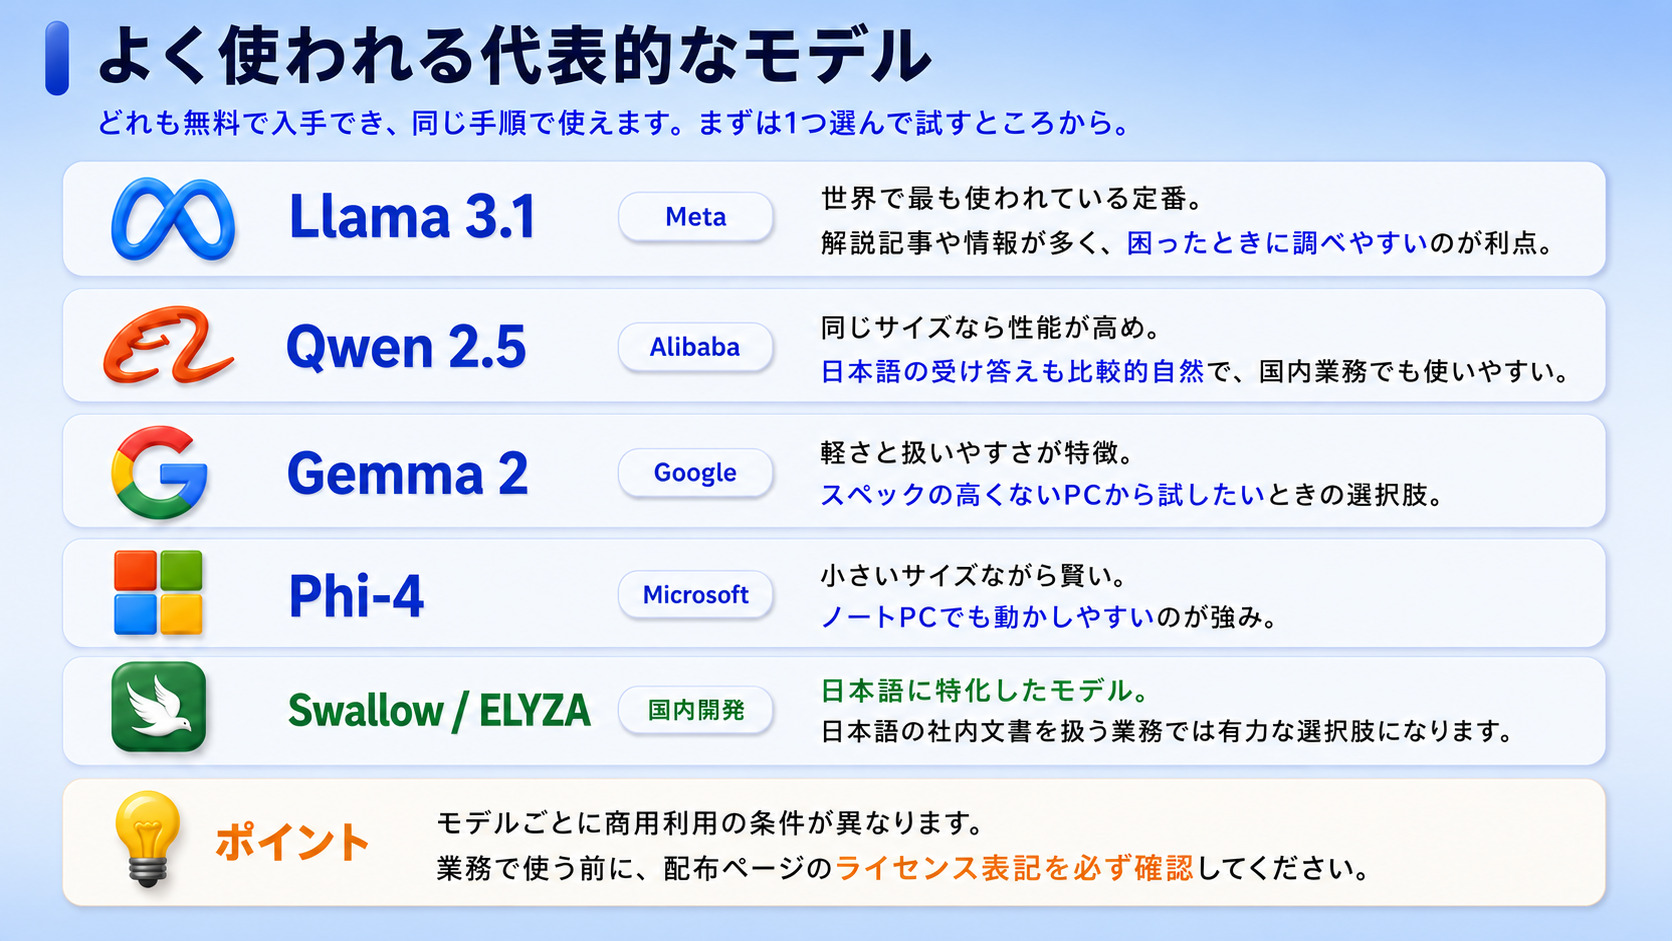 よく使われる代表的なモデル
どれも無料で入手でき、同じ手順で使えます。まずは1つ選んで試すところから。
Llama 3.1
Meta
世界で最も使われている定番。
解説記事や情報が多く、困ったときに調べやすいのが利点。
Qwen 2.5
Alibaba
同じサイズなら性能が高め。
日本語の受け答えも比較的自然で、国内業務でも使いやすい。
Gemma 2
Google
軽さと扱いやすさが特徴。
スペックの高くないPCから試したいときの選択肢。
Phi-4
Microsoft
小さいサイズながら賢い。
ノートPCでも動かしやすいのが強み。
Swallow / ELYZA
国内開発
日本語に特化したモデル。
日本語の社内文書を扱う業務では有力な選択肢になります。
ポイント
モデルごとに商用利用の条件が異なります。
業務で使う前に、配布ページのライセンス表記を必ず確認してください。